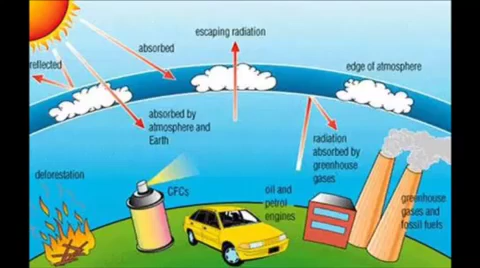 escaping radiation
absorbed
reflected
edge of atmosphere
absorbed by
atmosphere and
Earth
radiation
absorbed by
greenhouse
gases
deforestation
CFCs
oil and
petrol
engines
greenhouse
gases and
fossil fuels